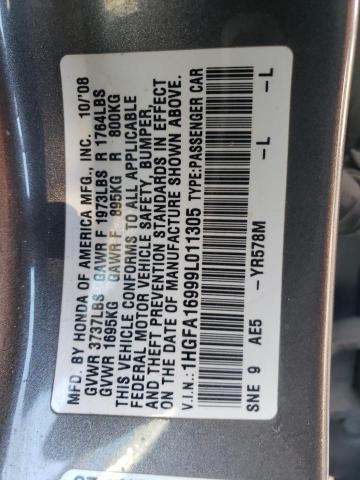 MFD. BY HONDA OF AMERICA MFG., INC. 10/08
GVWR 3737LBS GAWR F 1973LBS R 1764LBS
GVWR 1695KG GAWR F 895KG R 800KG
THIS VEHICLE CONFORMS TO ALL APPLICABLE
FEDERAL MOTOR VEHICLE SAFETY, BUMPER,
AND THEFT PREVENTION STANDARDS IN EFFECT
ON THE DATE OF MANUFACTURE SHOWN ABOVE.
V.I.N.: 1HGFA16999L011305 TYPE: PASSENGER CAR
SNE 9 AE5 -YR578M -L -L